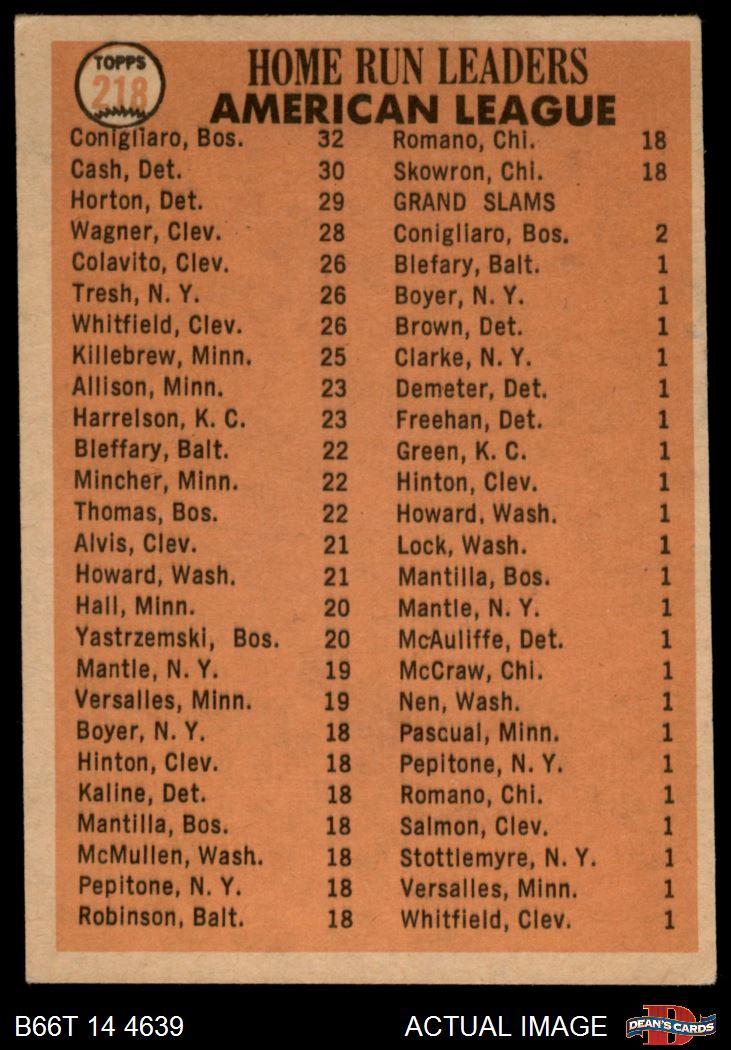 TOPPS
218
HOME RUN LEADERS
AMERICAN LEAGUE
Conigliaro, Bos. 32
Cash, Det. 30
Horton, Det. 29
Wagner, Clev. 28
Colavito, Clev. 26
Tresh, N. Y. 26
Whitfield, Clev. 26
Killebrew, Minn. 25
Allison, Minn. 23
Harrelson, K. C. 23
Bleffary, Balt. 22
Mincher, Minn. 22
Thomas, Bos. 22
Alvis, Clev. 21
Howard, Wash. 21
Hall, Minn. 20
Yastrzemski, Bos. 20
Mantle, N. Y. 19
Versalles, Minn. 19
Boyer, N. Y. 18
Hinton, Clev. 18
Kaline, Det. 18
Mantilla, Bos. 18
McMullen, Wash. 18
Pepitone, N. Y. 18
Robinson, Balt. 18
Romano, Chi. 18
Skowron, Chi. 18
GRAND SLAMS
Conigliaro, Bos. 2
Blefary, Balt. 1
Boyer, N. Y. 1
Brown, Det. 1
Clarke, N. Y. 1
Demeter, Det. 1
Freehan, Det. 1
Green, K. C. 1
Hinton, Clev. 1
Howard, Wash. 1
Lock, Wash. 1
Mantilla, Bos. 1
Mantle, N. Y. 1
McAuliffe, Det. 1
McCraw, Chi. 1
Nen, Wash. 1
Pascual, Minn. 1
Pepitone, N. Y. 1
Romano, Chi. 1
Salmon, Clev. 1
Stottlemyre, N. Y. 1
Versalles, Minn. 1
Whitfield, Clev. 1
B66T 14 4639
ACTUAL IMAGE
D
DEAN'S CARDS